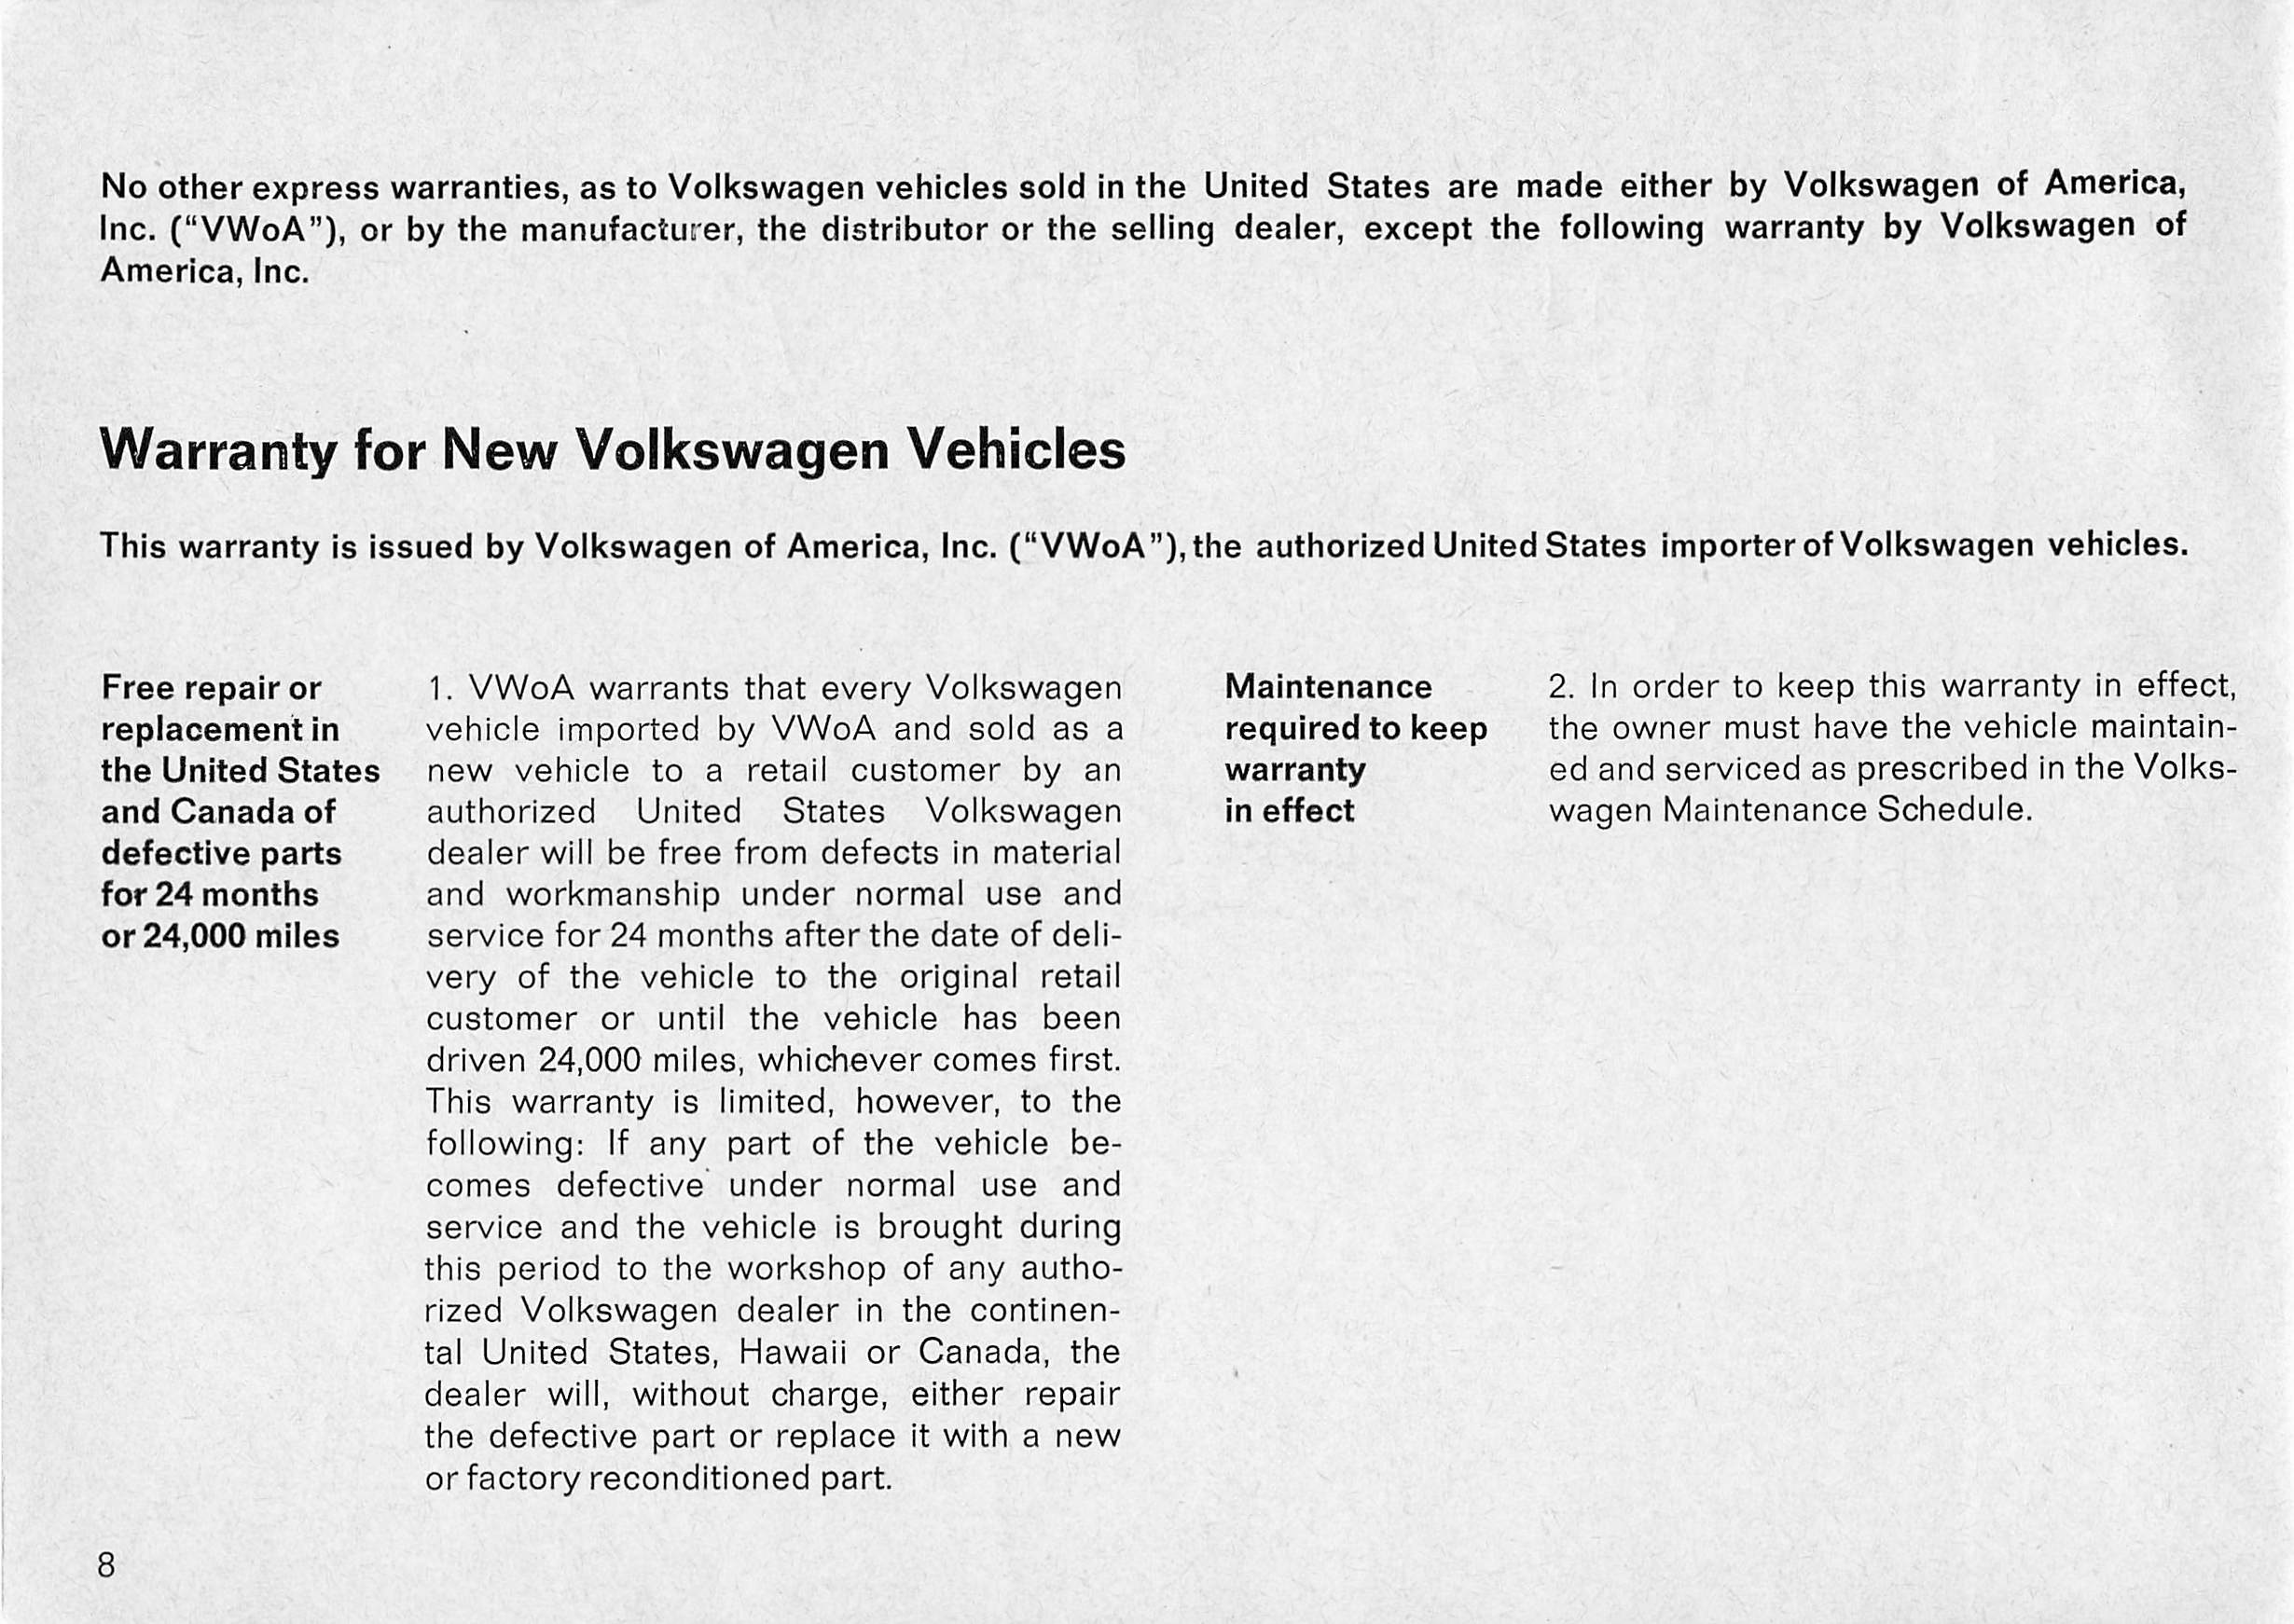 No other express warranties, as to Volkswagen vehicles sold in the United States are made either by Volkswagen of America,
Inc. (“VWoA”), or by the manufacturer, the distributor or the selling dealer, except the following warranty by Volkswagen of
America, Inc.
Warranty for New Volkswagen Vehicles
This warranty is issued by Volkswagen of America, Inc. (“VWoA”), the authorized United States importer of Volkswagen vehicles.
Free repair or
replacement in
the United States
and Canada of
defective parts
for 24 months
or 24,000 miles
1. VWoA warrants that every Volkswagen
vehicle imported by VWoA and sold as a
new vehicle to a retail customer by an
authorized United States Volkswagen
dealer will be free from defects in material
and workmanship under normal use and
service for 24 months after the date of deli-
very of the vehicle to the original retail
customer or until the vehicle has been
driven 24,000 miles, whichever comes first.
This warranty is limited, however, to the
following: If any part of the vehicle be-
comes defective under normal use and
service and the vehicle is brought during
this period to the workshop of any autho-
rized Volkswagen dealer in the continen-
tal United States, Hawaii or Canada, the
dealer will, without charge, either repair
the defective part or replace it with a new
or factory reconditioned part.
Maintenance
required to keep
warranty
in effect
2. In order to keep this warranty in effect,
the owner must have the vehicle maintain-
ed and serviced as prescribed in the Volks-
wagen Maintenance Schedule.
8